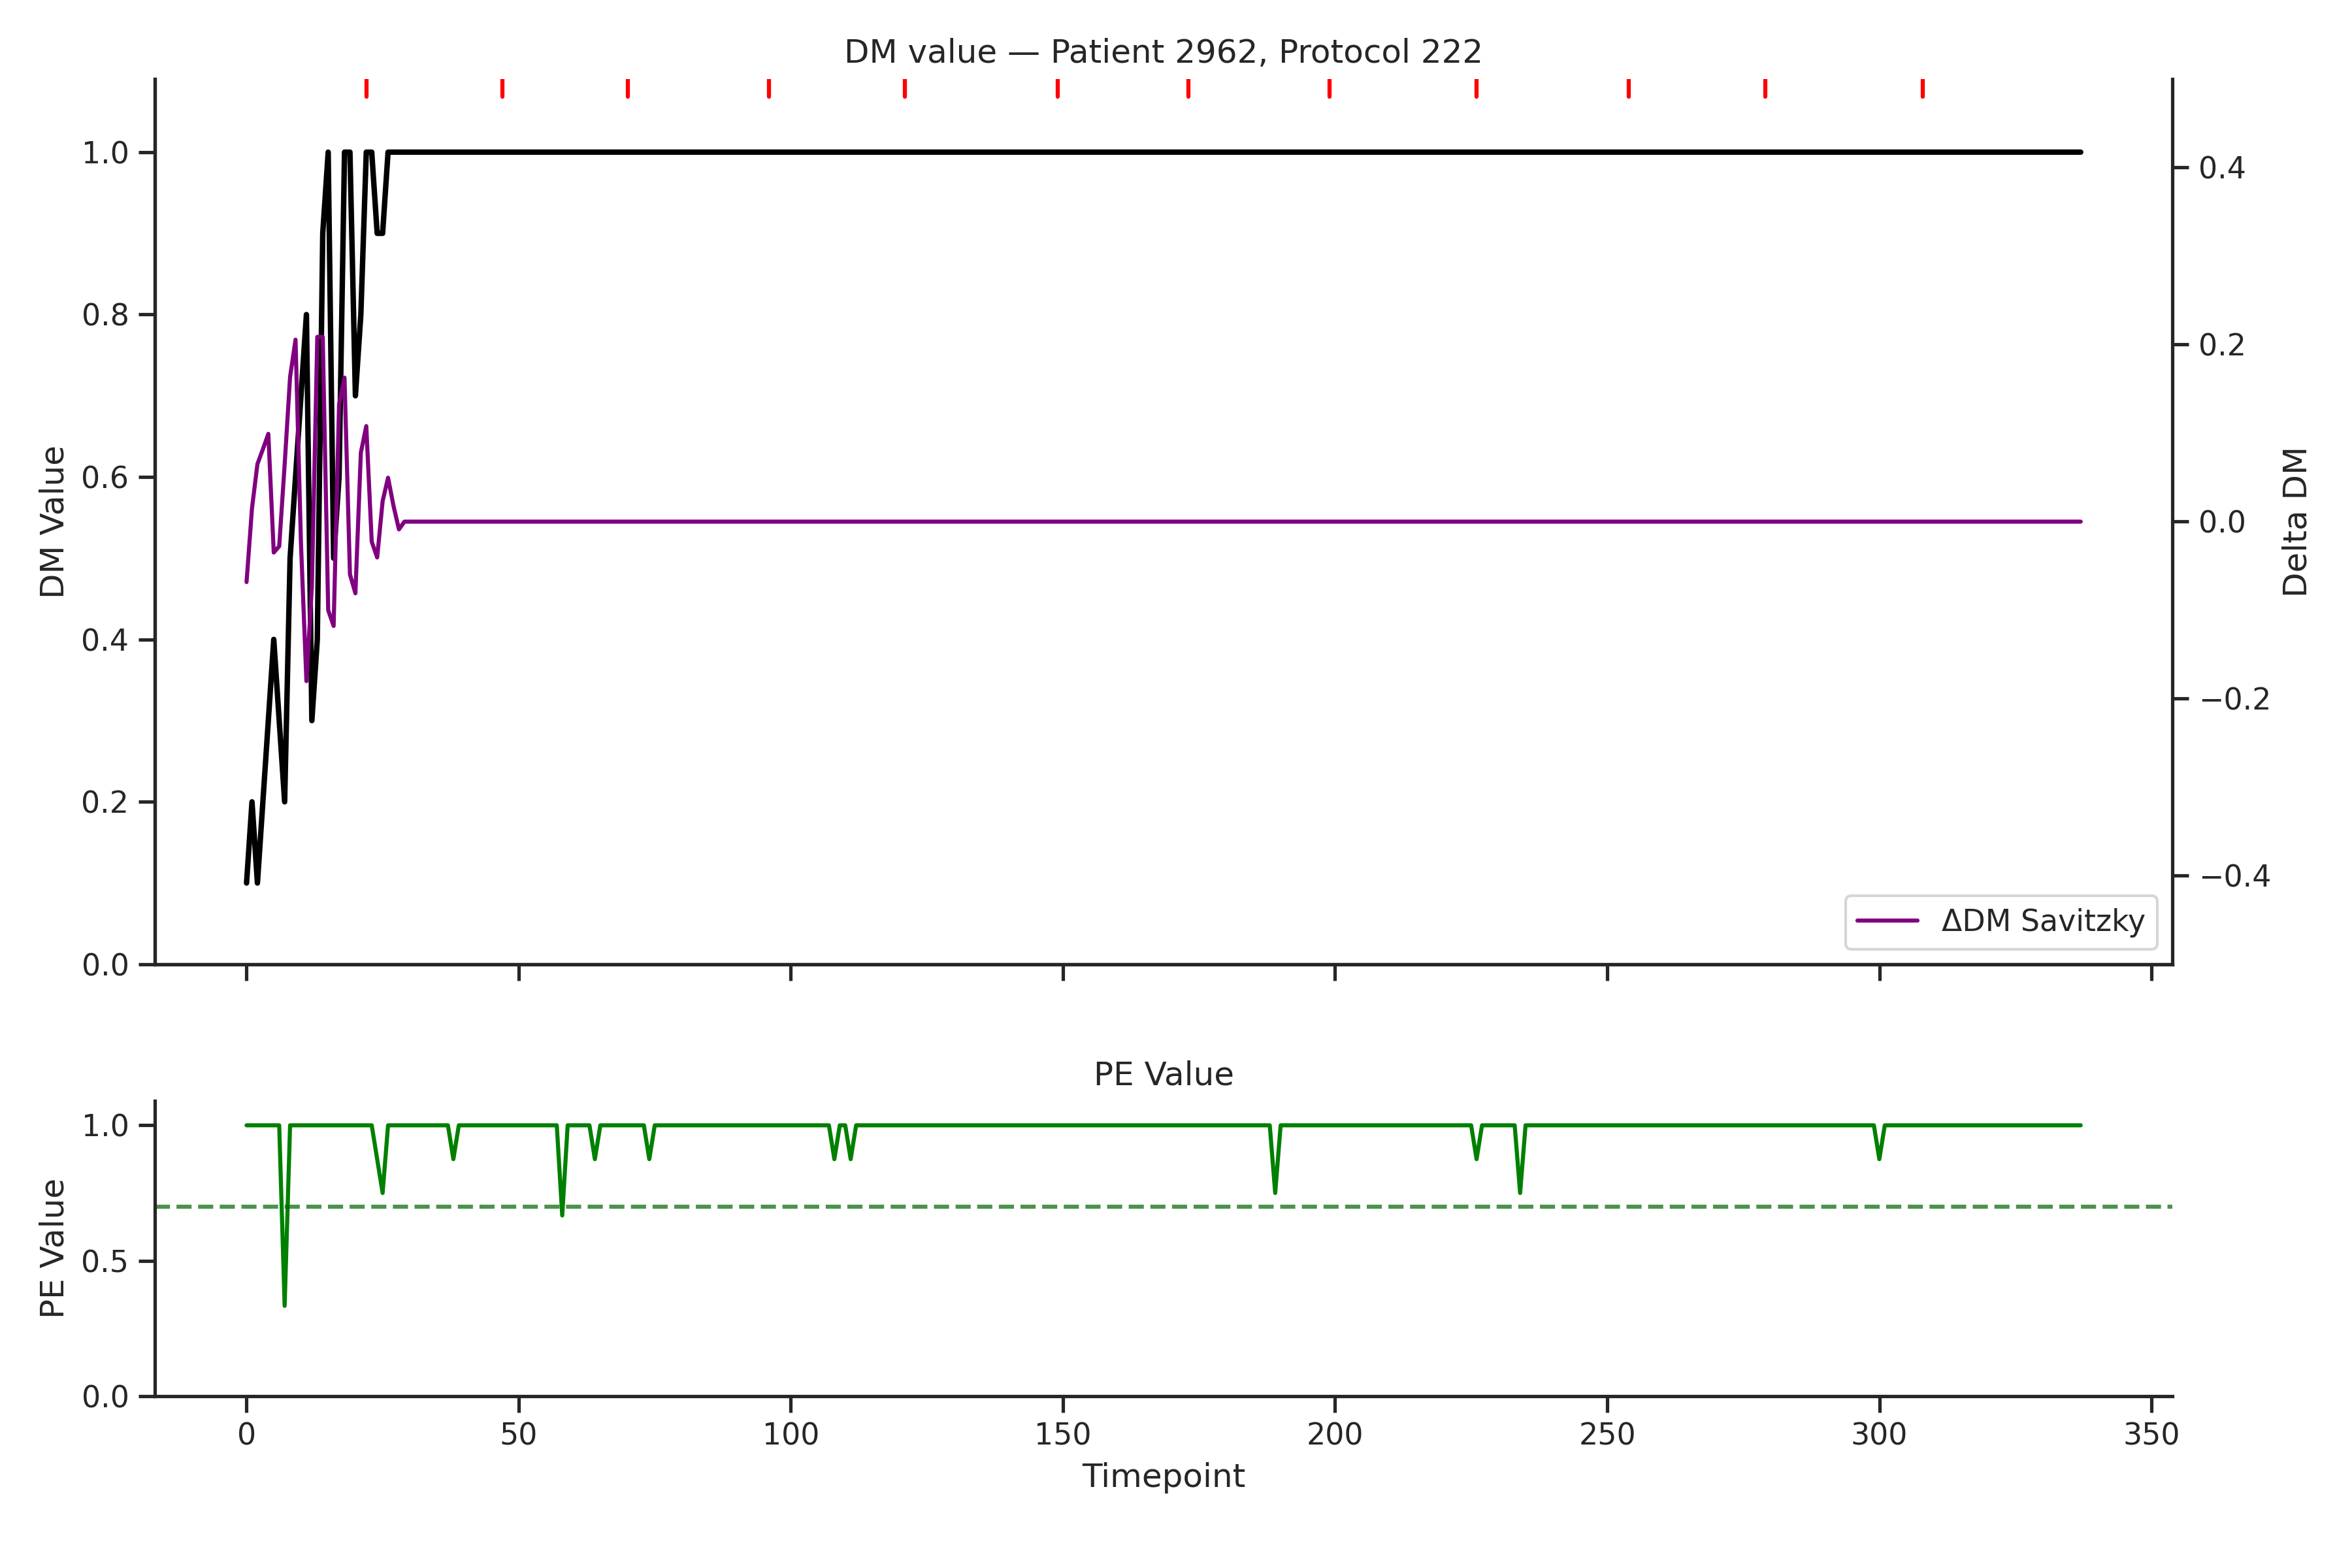 DM value — Patient 2962, Protocol 222
1.0
0.8
0.6
0.4
0.2
0.0
DM Value
0.4
0.2
0.0
−0.2
−0.4
Delta DM
ΔDM Savitzky
PE Value
1.0
0.5
0.0
PE Value
0 50 100 150 200 250 300 350
Timepoint